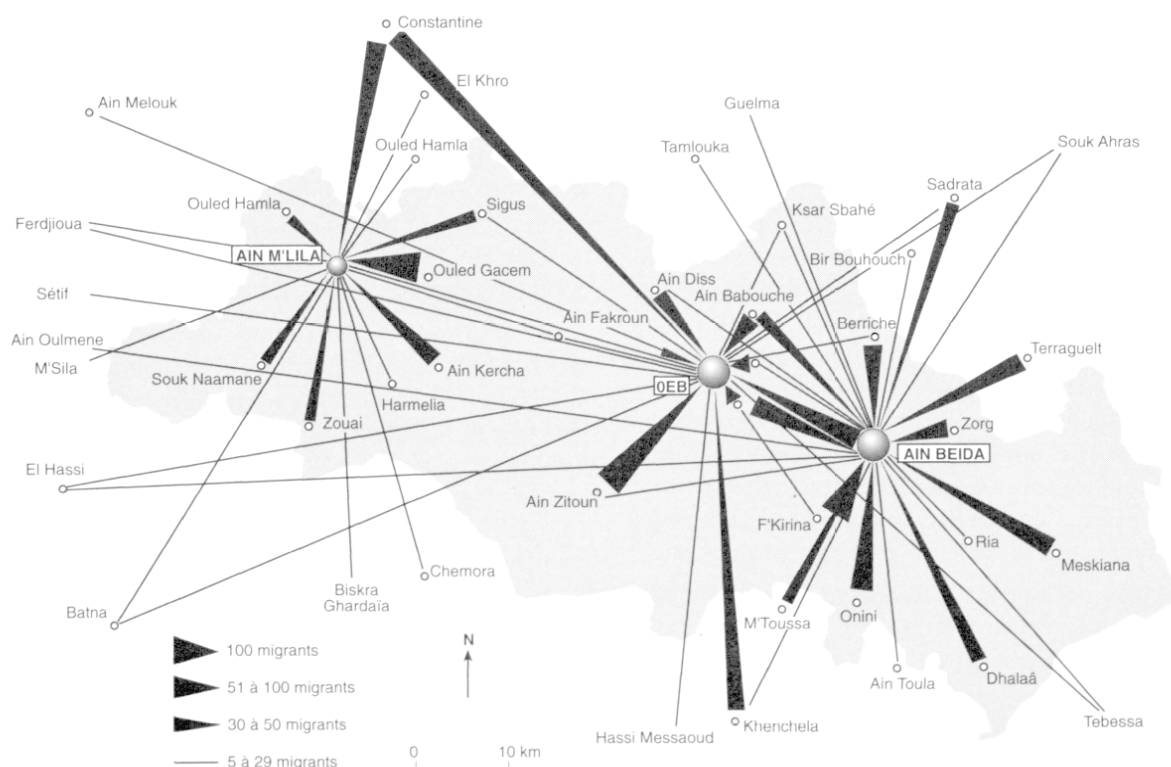 Constantine
El Khro
Ain Melouk
Guelma
Ouled Hamla
Tamlouka
Souk Ahras
Sadrata
Ouled Hamla
Sigus
Ksar Sbahé
Ferdjioua
AIN M'LILA
Bir Bouhouch
Ouled Gacem
Ain Diss
Sétif
Ain Babouche
Ain Fakroun
Berriche
Ain Oulmene
Terraguelt
M'Sila
Souk Naamane
Ain Kercha
0EB
Harmelia
Zouai
Zorg
AIN BEIDA
El Hassi
Ain Zitoun
F'Kirina
Ria
Meskiana
Chemora
Biskra
Ghardaïa
Batna
M'Toussa
Onini
Ain Toula
Dhalaâ
Tebessa
Khenchela
Hassi Messaoud
N
100 migrants
51 à 100 migrants
30 à 50 migrants
5 à 29 migrants
0 10 km